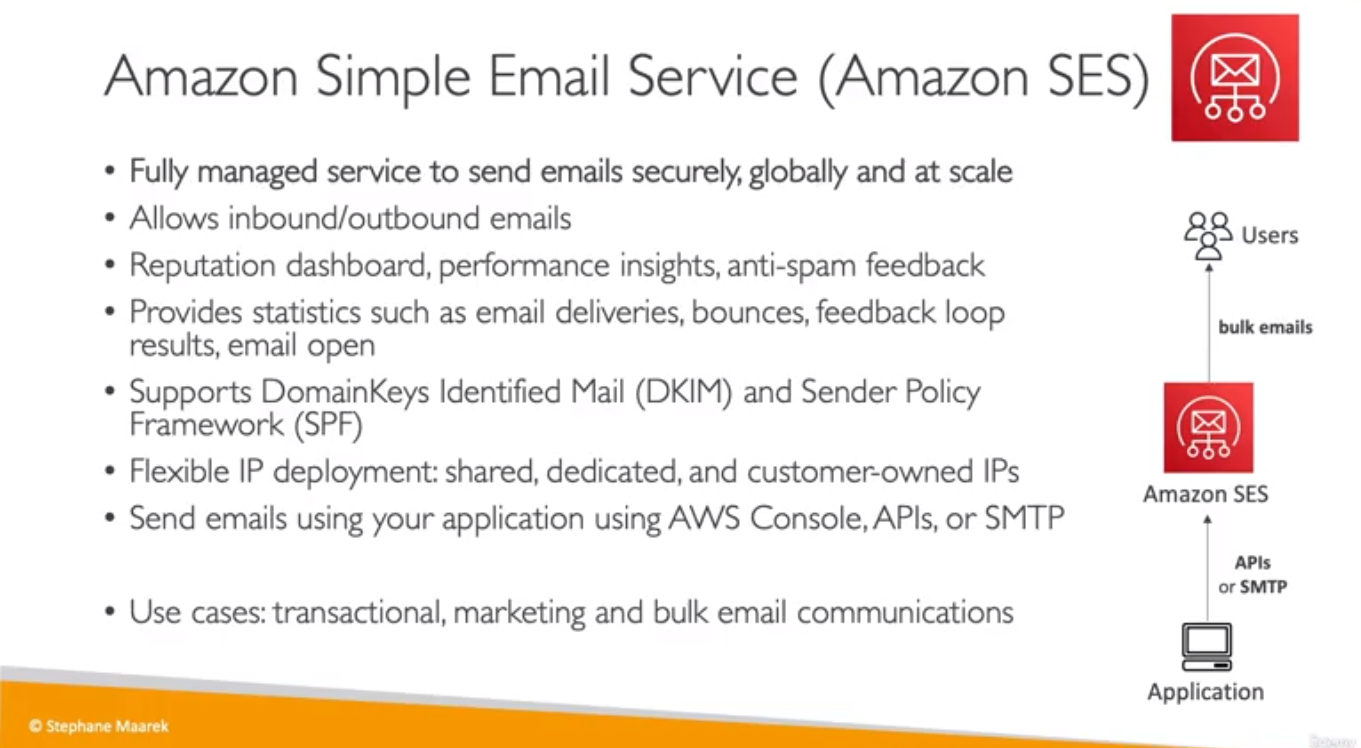 Amazon Simple Email Service (Amazon SES)
• Fully managed service to send emails securely, globally and at scale
• Allows inbound/outbound emails
• Reputation dashboard, performance insights, anti-spam feedback
• Provides statistics such as email deliveries, bounces, feedback loop
results, email open
• Supports DomainKeys Identified Mail (DKIM) and Sender Policy
Framework (SPF)
• Flexible IP deployment: shared, dedicated, and customer-owned IPs
• Send emails using your application using AWS Console, APIs, or SMTP
• Use cases: transactional, marketing and bulk email communications
Users
bulk emails
Amazon SES
APIs
or SMTP
Application
© Stephane Maarek
Udemy